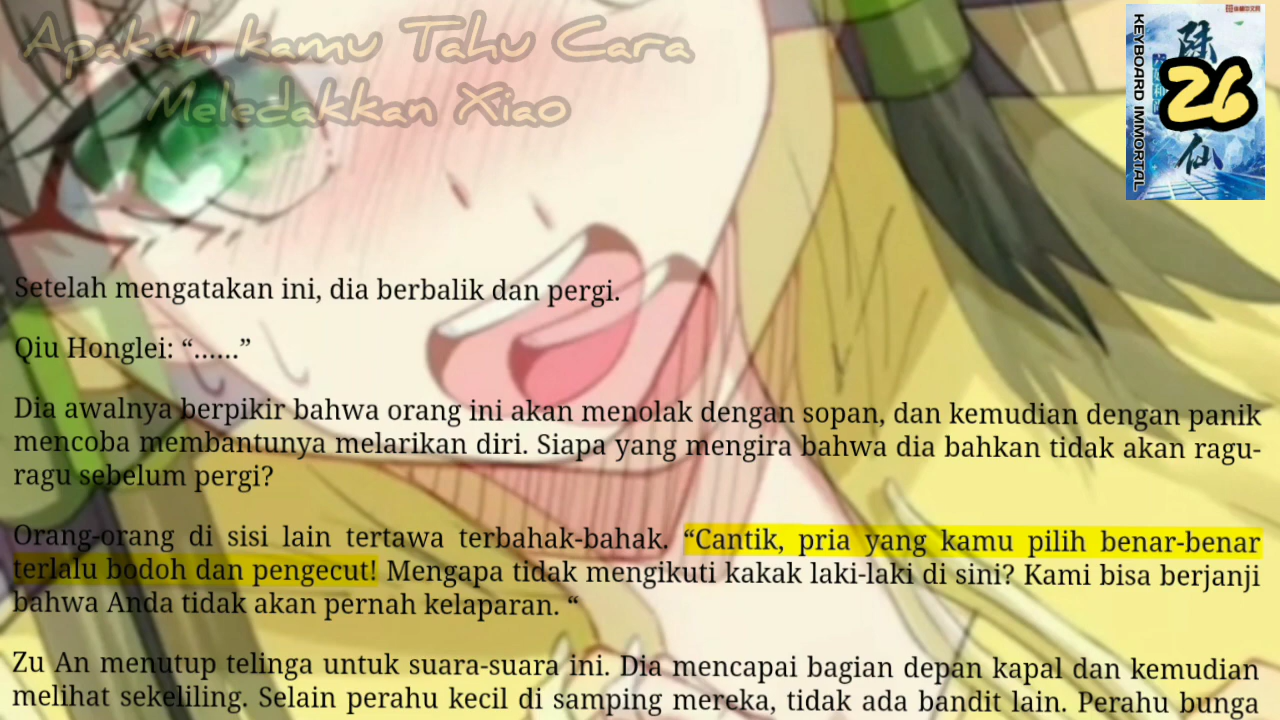 Apakah kamu Tahu Cara
Meledakkan Xiao
KEYBOARD IMMORTAL
陆
26
仙
Setelah mengatakan ini, dia berbalik dan pergi.
Qiu Honglei: “……”
Dia awalnya berpikir bahwa orang ini akan menolak dengan sopan, dan kemudian dengan panik
mencoba membantunya melarikan diri. Siapa yang mengira bahwa dia bahkan tidak akan ragu-
ragu sebelum pergi?
Orang-orang di sisi lain tertawa terbahak-bahak. “Cantik, pria yang kamu pilih benar-benar
terlalu bodoh dan pengecut! Mengapa tidak mengikuti kakak laki-laki di sini? Kami bisa berjanji
bahwa Anda tidak akan pernah kelaparan. “
Zu An menutup telinga untuk suara-suara ini. Dia mencapai bagian depan kapal dan kemudian
melihat sekeliling. Selain perahu kecil di samping mereka, tidak ada bandit lain. Perahu bunga